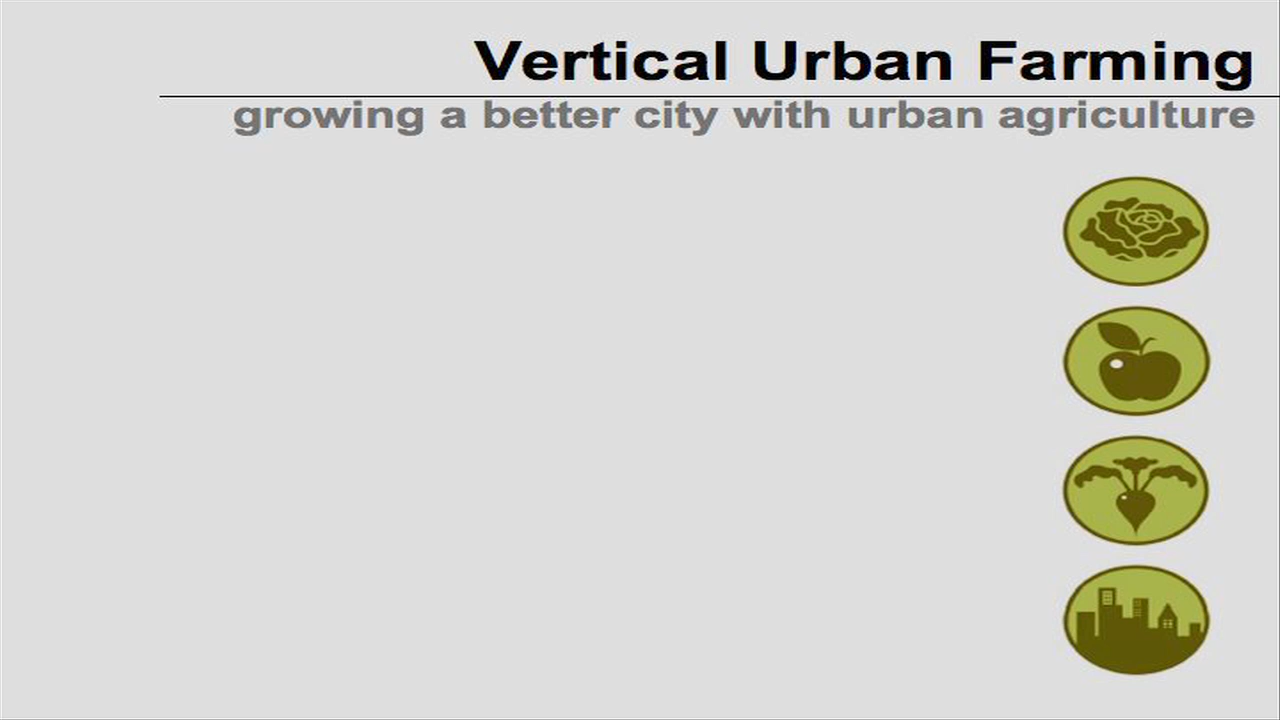 Vertical Urban Farming
growing a better city with urban agriculture